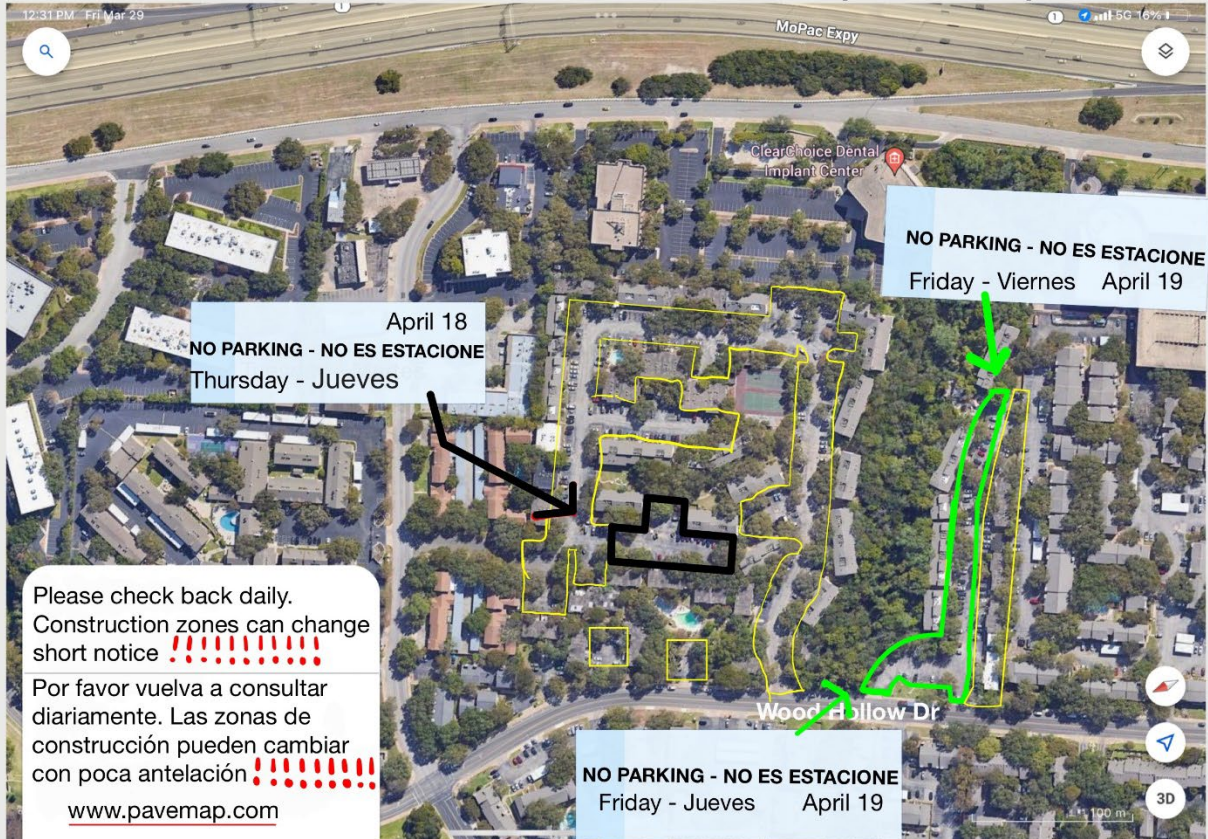 12:31 PM Fri Mar 29
1
1
5G 16%
MoPac Expy
ClearChoice Dental
Implant Center
NO PARKING - NO ES ESTACIONE
Friday - Viernes April 19
April 18
NO PARKING - NO ES ESTACIONE
Thursday - Jueves
Please check back daily.
Construction zones can change
short notice !!!!!!!!!!
Por favor vuelva a consultar
diariamente. Las zonas de
construcción pueden cambiar
con poca antelación !!!!!!!!
www.pavemap.com
Wood Hollow Dr
NO PARKING - NO ES ESTACIONE
Friday - Jueves April 19
3D
100 m